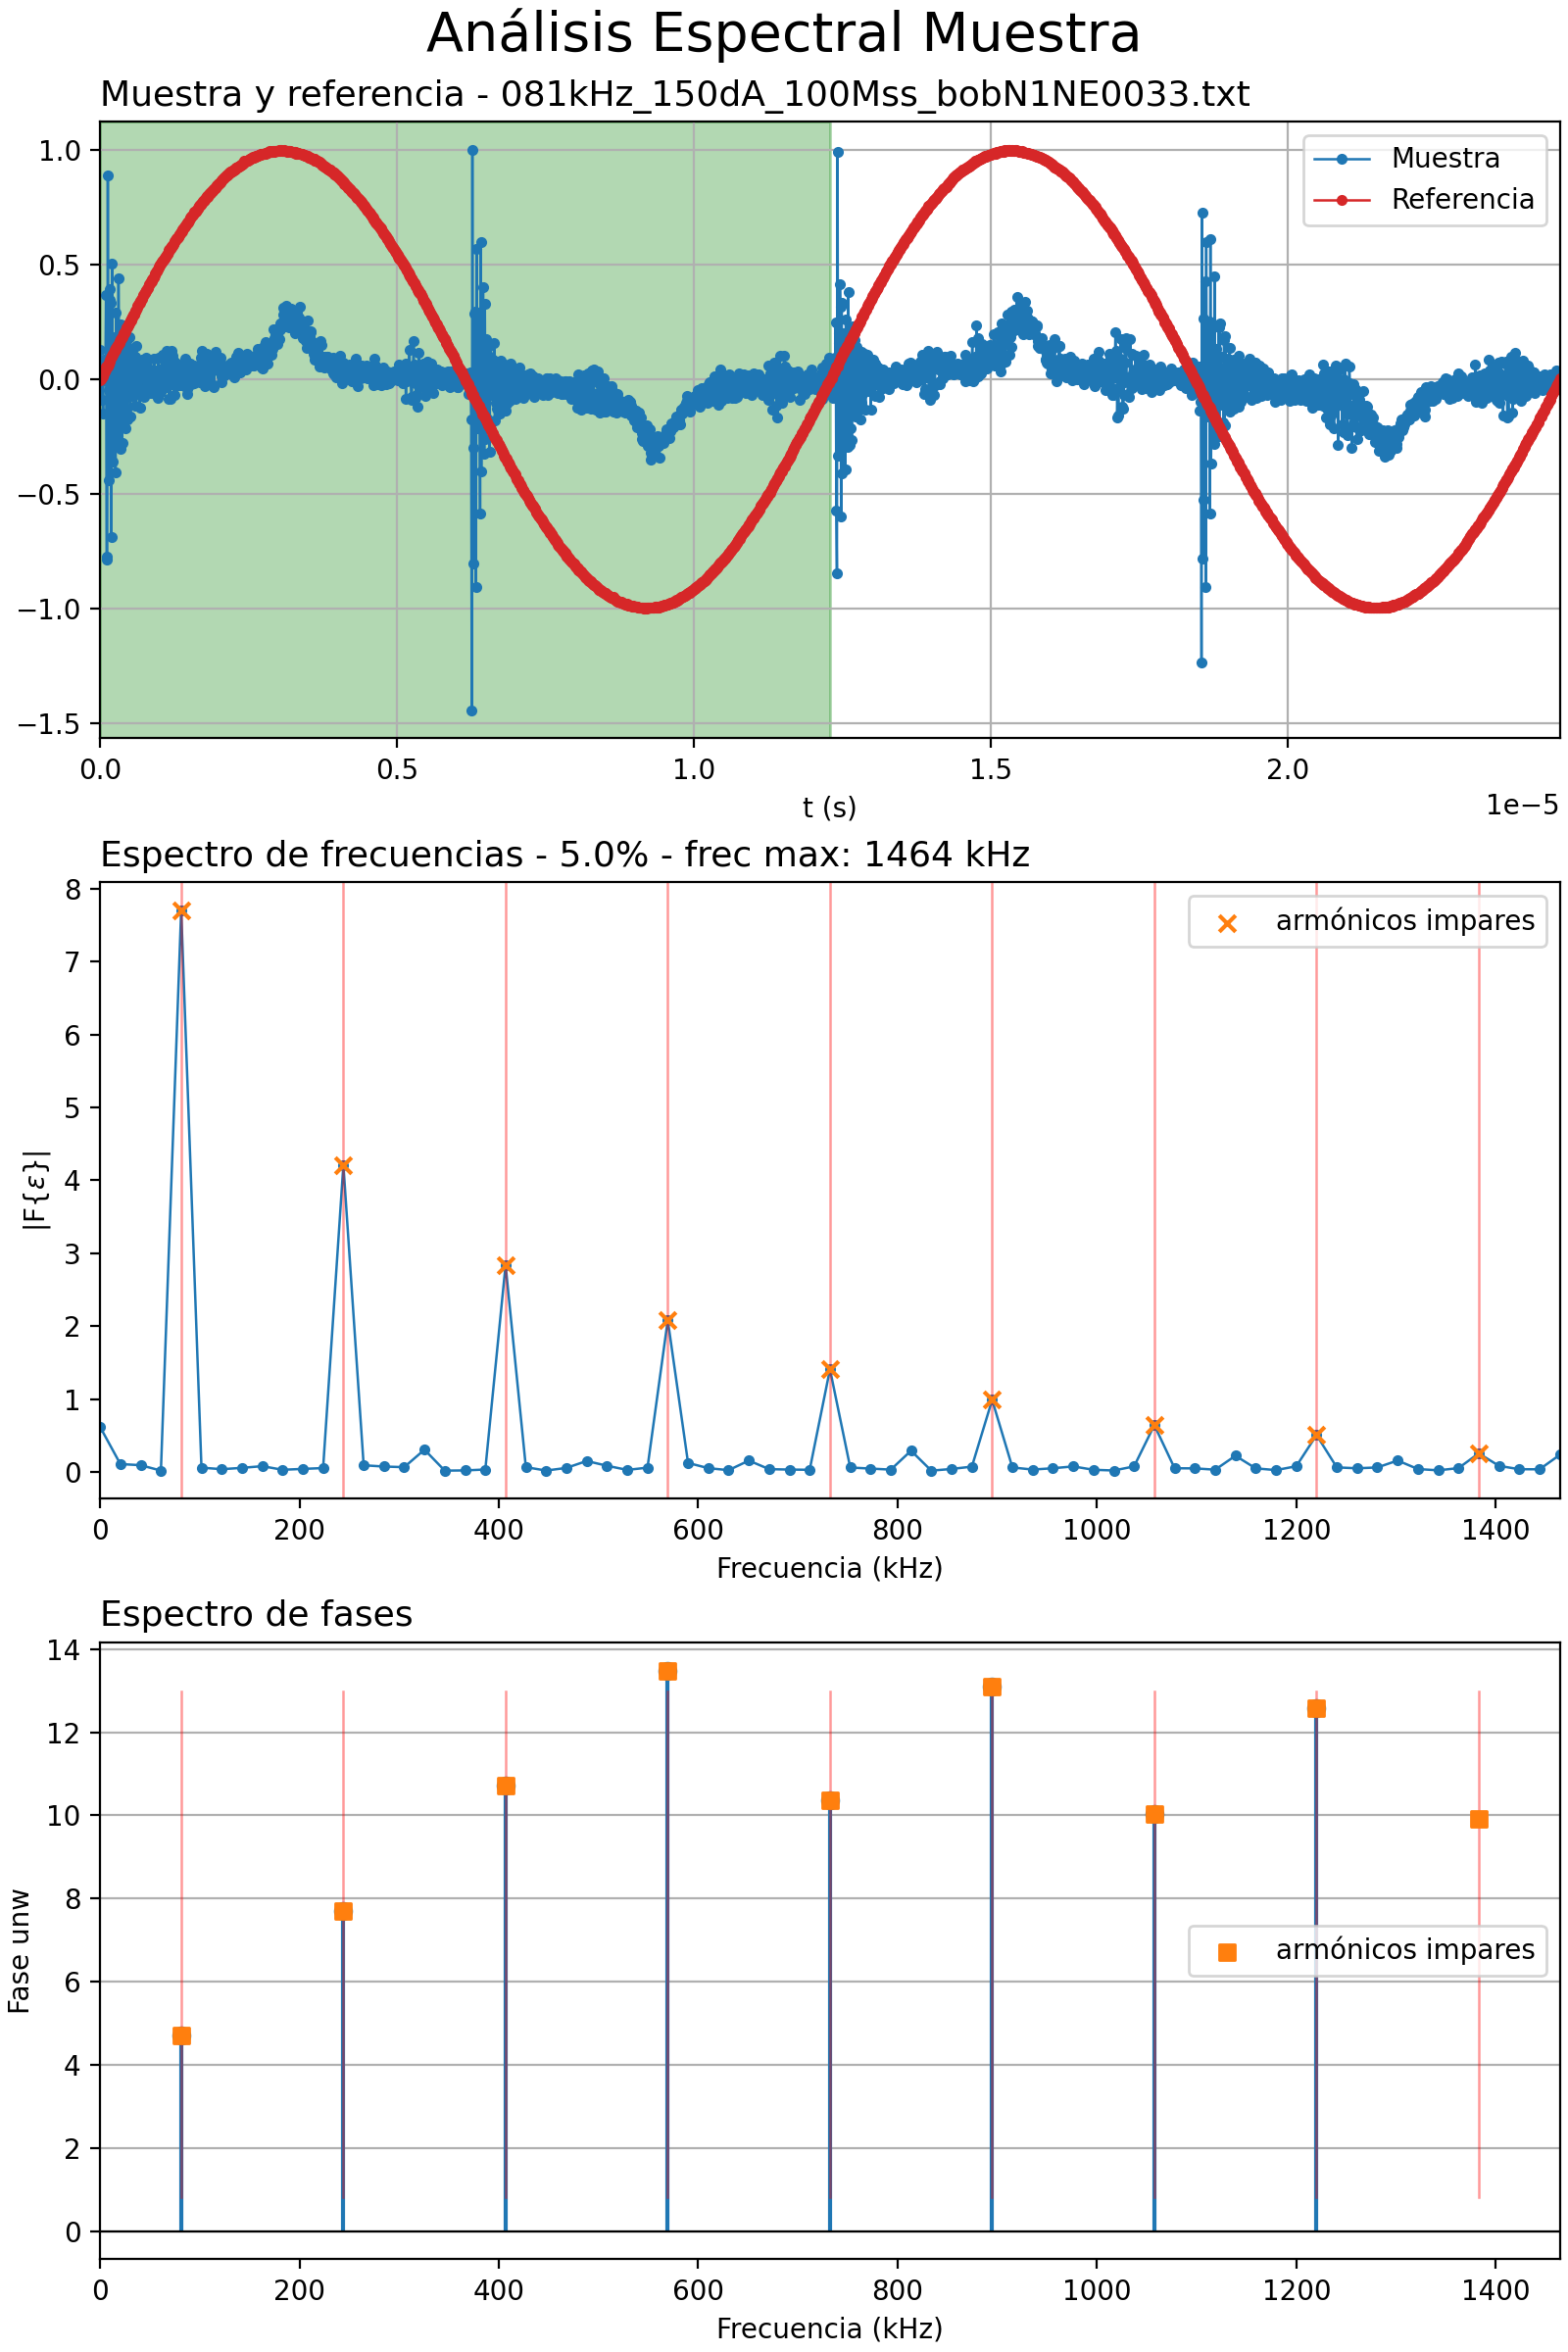 Análisis Espectral Muestra
Muestra y referencia - 081kHz_150dA_100Mss_bobN1NE0033.txt
Muestra
Referencia
1.0
0.5
0.0
−0.5
−1.0
−1.5
0.0 0.5 1.0 1.5 2.0
t (s)
1e−5
Espectro de frecuencias - 5.0% - frec max: 1464 kHz
armónicos impares
8
7
6
5
4
3
2
1
0
|F{ε}|
0 200 400 600 800 1000 1200 1400
Frecuencia (kHz)
Espectro de fases
14
12
10
8
6
4
2
0
Fase unw
armónicos impares
0 200 400 600 800 1000 1200 1400
Frecuencia (kHz)